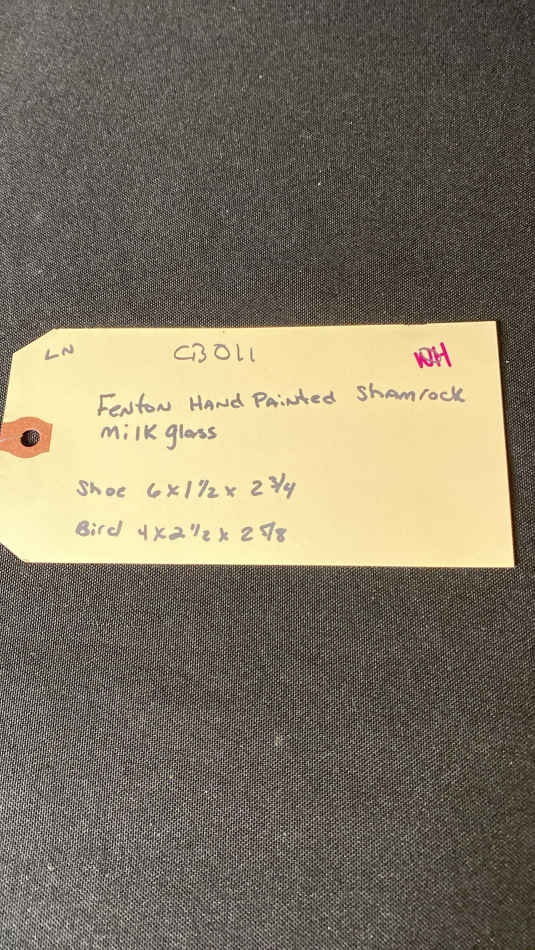 LN CB011 NH
Fenton Hand Painted Shamrock
Milk glass
Shoe 6 x 1 1/2 x 2 3/4
Bird 4 x 2 1/2 x 2 5/8